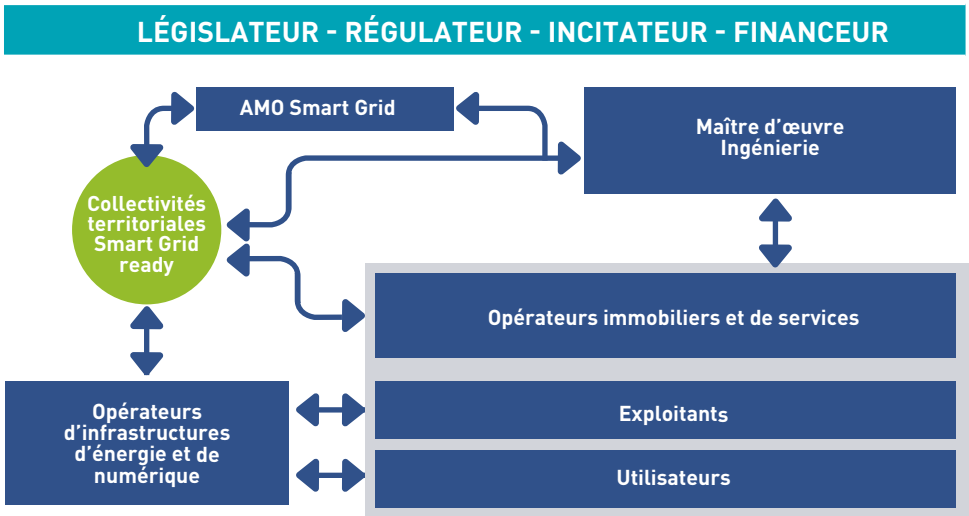 LÉGISLATEUR - RÉGULATEUR - INCITATEUR - FINANCEUR
AMO Smart Grid
Maître d'œuvre
Ingénierie
Collectivités
territoriales
Smart Grid
ready
Opérateurs immobiliers et de services
Opérateurs
d'infrastructures
d'énergie et de
numérique
Exploitants
Utilisateurs